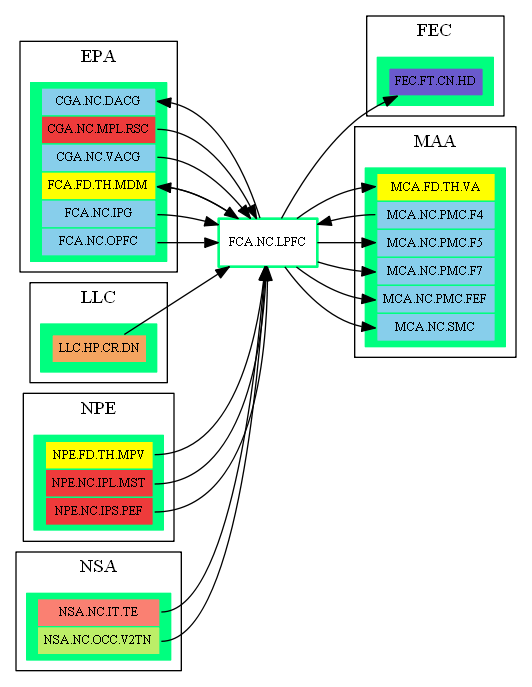 EPA
CGA.NC.DACG
CGA.NC.MPL.RSC
CGA.NC.VACG
FCA.FD.TH.MDM
FCA.NC.IPG
FCA.NC.OPFC
LLC
LLC.HP.CR.DN
NPE
NPE.FD.TH.MPV
NPE.NC.IPL.MST
NPE.NC.IPS.PEF
NSA
NSA.NC.IT.TE
NSA.NC.OCC.V2TN
FCA.NC.LPFC
FEC
FEC.FT.CN.HD
MAA
MCA.FD.TH.VA
MCA.NC.PMC.F4
MCA.NC.PMC.F5
MCA.NC.PMC.F7
MCA.NC.PMC.FEF
MCA.NC.SMC